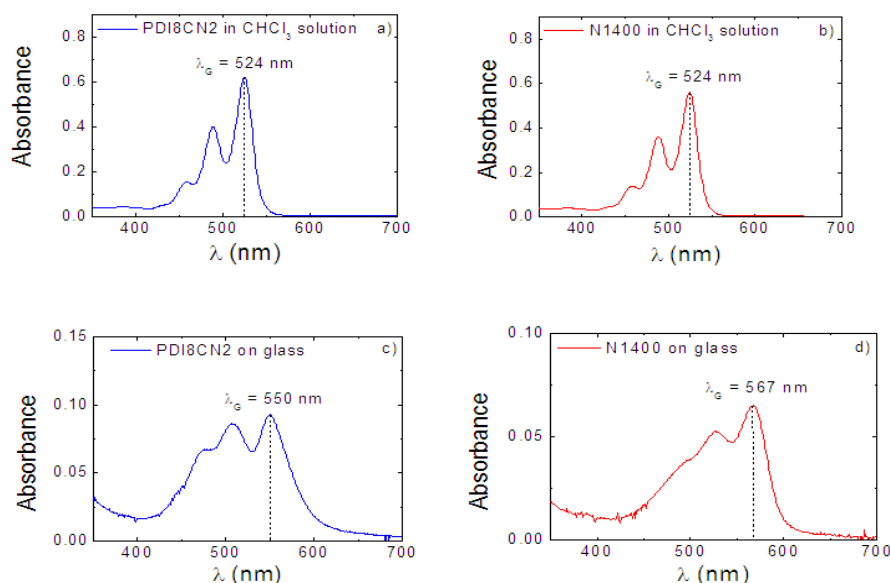 PDI8CN2 in CHCl₃ solution a)
λG = 524 nm
0.8
0.6
0.4
0.2
0.0
Absorbance
400 500 600 700
λ (nm)
N1400 in CHCl₃ solution b)
λG = 524 nm
0.8
0.6
0.4
0.2
0.0
Absorbance
400 500 600 700
λ (nm)
PDI8CN2 on glass c)
λG = 550 nm
0.15
0.10
0.05
0.00
Absorbance
400 500 600 700
λ (nm)
N1400 on glass d)
λG = 567 nm
0.10
0.05
0.00
Absorbance
400 500 600 700
λ (nm)